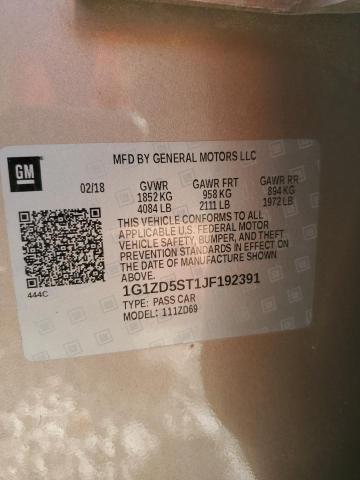 GM
MFD BY GENERAL MOTORS LLC
02/18 GVWR GAWR FRT GAWR RR
1852 KG 958 KG 894 KG
4084 LB 2111 LB 1972 LB
THIS VEHICLE CONFORMS TO ALL
APPLICABLE U.S. FEDERAL MOTOR
VEHICLE SAFETY, BUMPER, AND THEFT
PREVENTION STANDARDS IN EFFECT ON
THE DATE OF MANUFACTURE SHOWN
ABOVE.
444C
1G1ZD5ST1JF192391
TYPE: PASS CAR
MODEL: 111ZD69